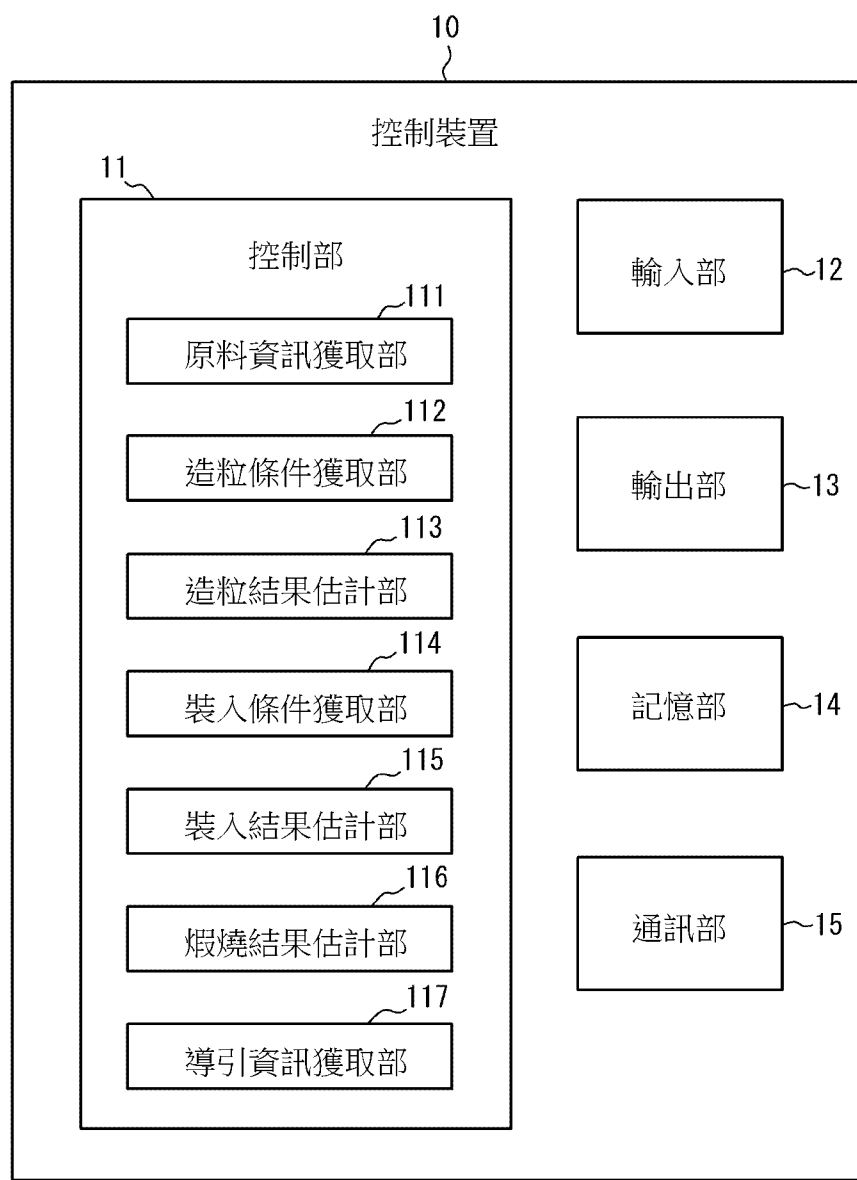 10
控制裝置
11
控制部
111
原料資訊獲取部
112
造粒條件獲取部
113
造粒結果估計部
114
裝入條件獲取部
115
裝入結果估計部
116
煆燒結果估計部
117
導引資訊獲取部
輸入部
12
輸出部
13
記憶部
14
通訊部
15